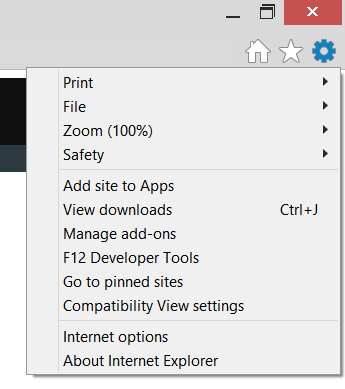 Print
File
Zoom (100%)
Safety
Add site to Apps
View downloads Ctrl+J
Manage add-ons
F12 Developer Tools
Go to pinned sites
Compatibility View settings
Internet options
About Internet Explorer